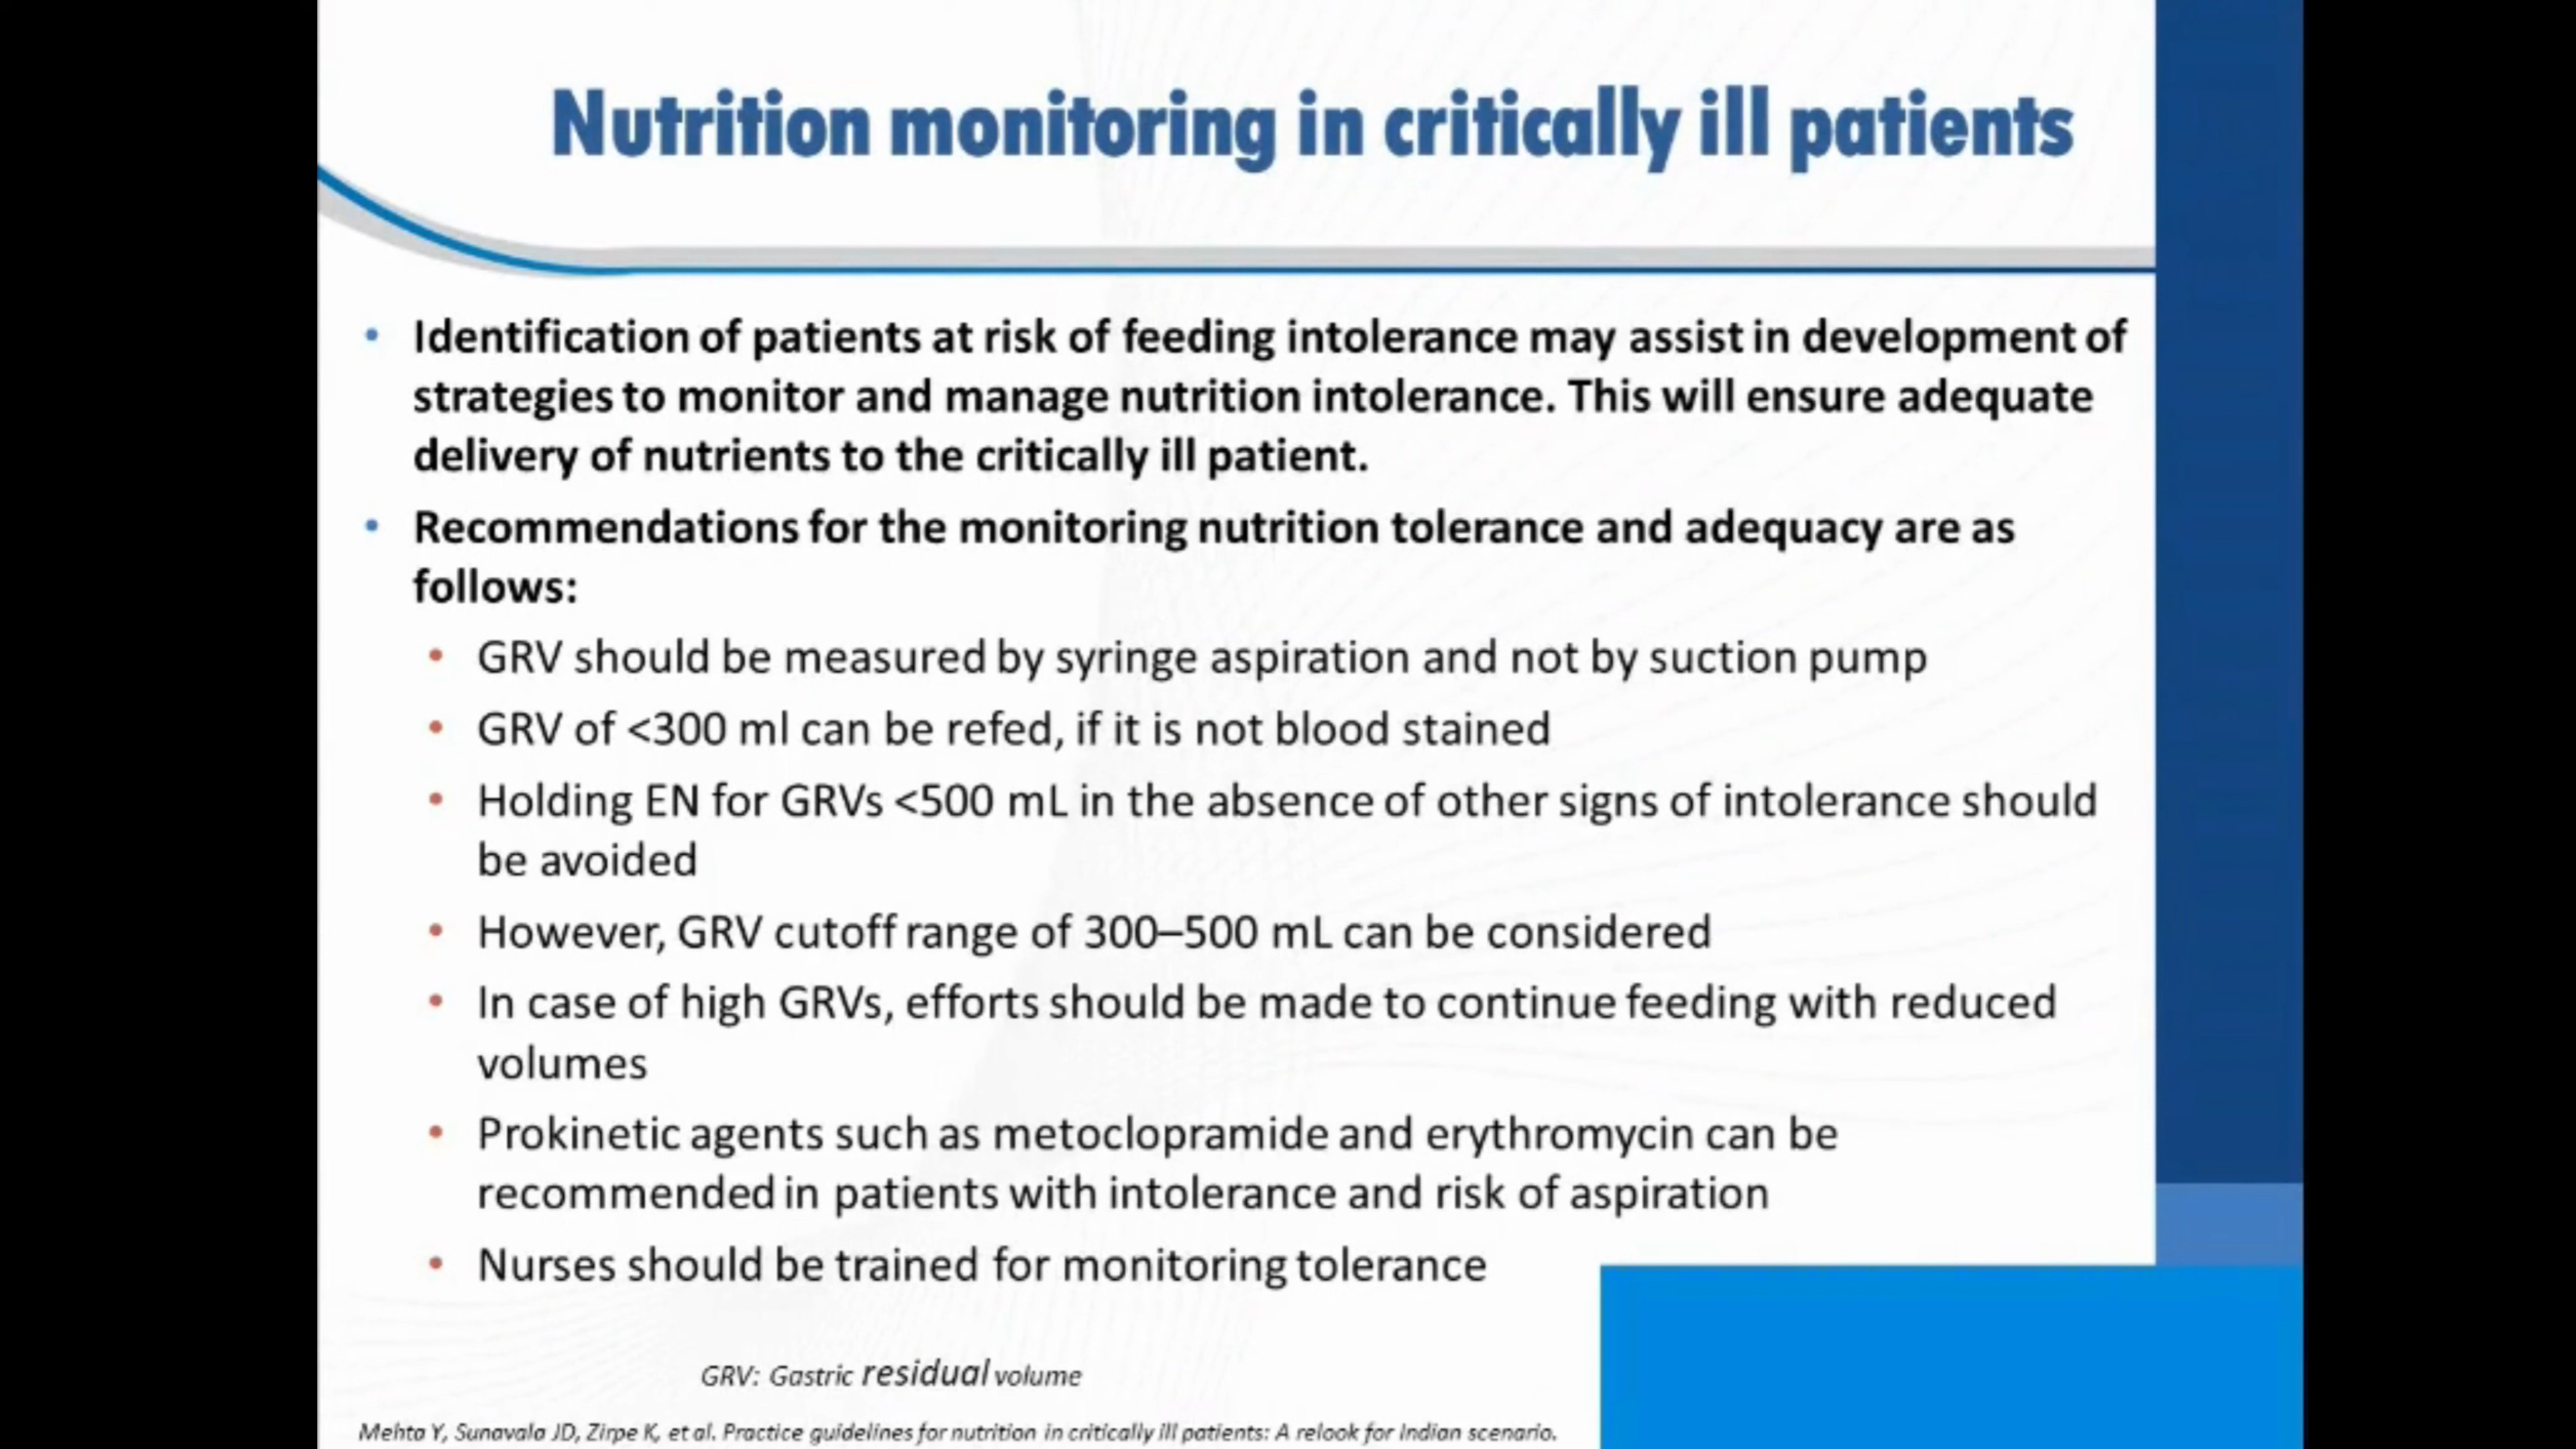 Nutrition monitoring in critically ill patients
• Identification of patients at risk of feeding intolerance may assist in development of
strategies to monitor and manage nutrition intolerance. This will ensure adequate
delivery of nutrients to the critically ill patient.
• Recommendations for the monitoring nutrition tolerance and adequacy are as
follows:
• GRV should be measured by syringe aspiration and not by suction pump
• GRV of <300 ml can be refed, if it is not blood stained
• Holding EN for GRVs <500 mL in the absence of other signs of intolerance should
be avoided
• However, GRV cutoff range of 300–500 mL can be considered
• In case of high GRVs, efforts should be made to continue feeding with reduced
volumes
• Prokinetic agents such as metoclopramide and erythromycin can be
recommended in patients with intolerance and risk of aspiration
• Nurses should be trained for monitoring tolerance
GRV: Gastric residual volume
Mehta Y, Sunavala JD, Zirpe K, et al. Practice guidelines for nutrition in critically ill patients: A relook for Indian scenario.